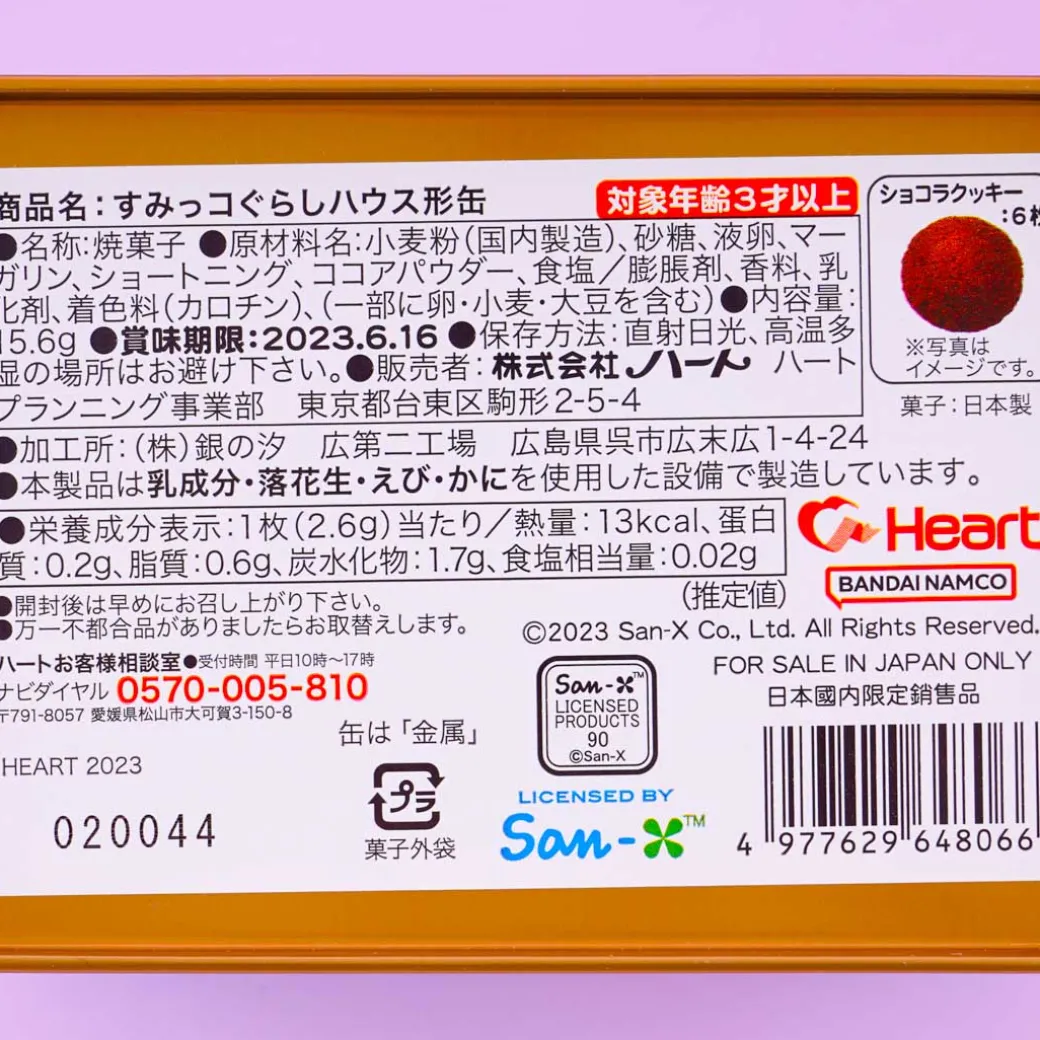 商品名：すみっコぐらしハウス形缶
対象年齢3才以上
●名称：焼菓子 ●原材料名：小麦粉（国内製造）、砂糖、液卵、マー
ガリン、ショートニング、ココアパウダー、食塩／膨脹剤、香料、乳
化剤、着色料（カロチン）、（一部に卵・小麦・大豆を含む）●内容量：
15.6g ●賞味期限：2023.6.16 ●保存方法：直射日光、高温多
湿の場所はお避け下さい。●販売者：株式会社ハート ハート
プランニング事業部 東京都台東区駒形2-5-4
ショコラクッキー
：6枚
※写真は
イメージです。
菓子：日本製
●加工所：（株）銀の汐 広第二工場 広島県呉市広末広1-4-24
●本製品は乳成分・落花生・えび・かにを使用した設備で製造しています。
●栄養成分表示：1枚（2.6g）当たり／熱量：13kcal、蛋白
質：0.2g、脂質：0.6g、炭水化物：1.7g、食塩相当量：0.02g
（推定値）
Heart
BANDAI NAMCO
●開封後は早めにお召し上がり下さい。
●万一不都合品がありましたらお取替えします。
©2023 San-X Co., Ltd. All Rights Reserved.
ハートお客様相談室●受付時間 平日10時〜17時
ナビダイヤル 0570-005-810
〒791-8057 愛媛県松山市大可賀3-150-8
FOR SALE IN JAPAN ONLY
日本國内限定銷售品
缶は「金属」
San-X™
LICENSED
PRODUCTS
90
©San-X
HEART 2023
020044
プラ
菓子外袋
LICENSED BY
San-X™
4 977629 648066